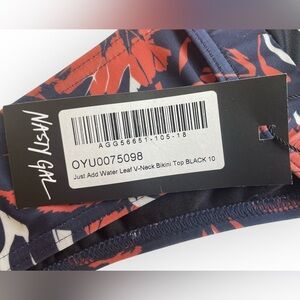 NASTY GAL
AGG56651-105-18
OYU0075098
Just Add Water Leaf V-Neck Bikini Top BLACK 10